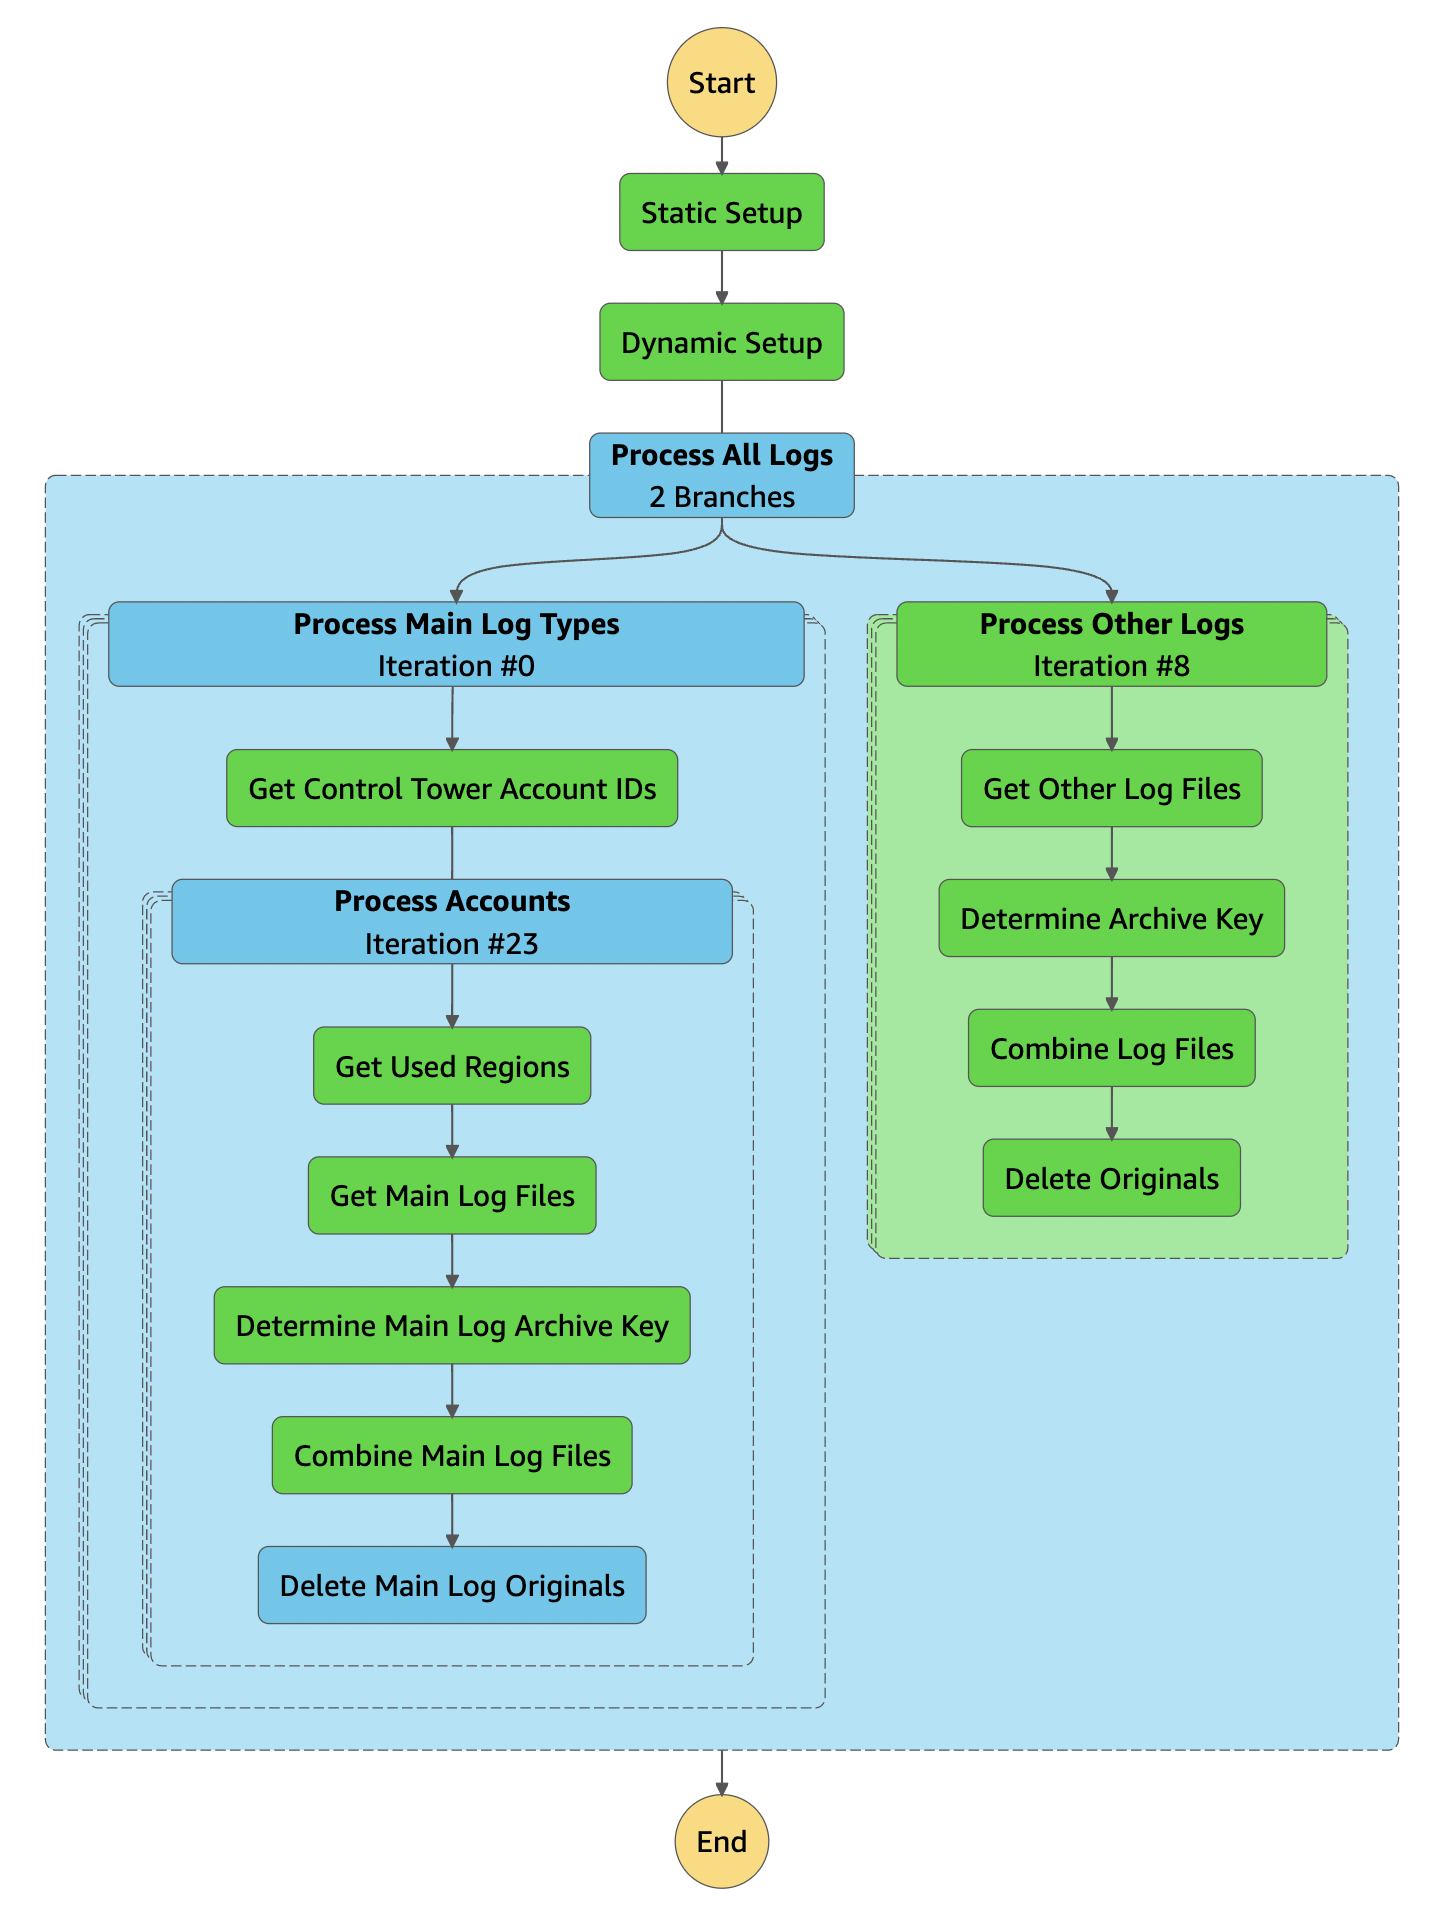 Start
Static Setup
Dynamic Setup
Process All Logs
2 Branches
Process Main Log Types
Iteration #0
Get Control Tower Account IDs
Process Accounts
Iteration #23
Get Used Regions
Get Main Log Files
Determine Main Log Archive Key
Combine Main Log Files
Delete Main Log Originals
Process Other Logs
Iteration #8
Get Other Log Files
Determine Archive Key
Combine Log Files
Delete Originals
End